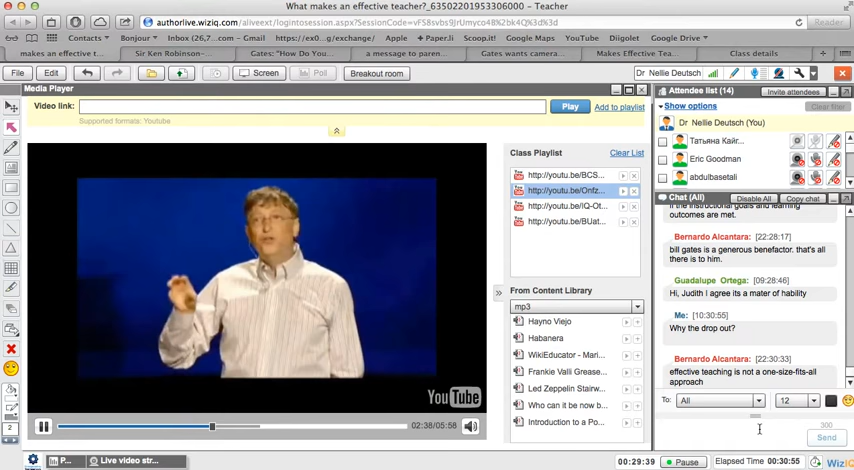 What makes an effective teacher?_63502201953306000 - Teacher
authorlive.wiziq.com/aliveext/logintosession.aspx?SessionCode=vF58svbs9JrUmyco48%2bk4Q%3d%3d
Reader
Contacts
Bonjour
Inbox (26,7...com - Gmail
https://ex0...g/exchange/
Apple
+ Paper.li
Scoop.it!
Google Maps
YouTube
Diigolet
Google Drive
making an effective t...
Sir Ken Robinson-...
Gates: "How Do You...
a message to paren...
Gates wants camera...
Makes Effective Tea...
Class details
File
Edit
Screen
Poll
Breakout room
Dr Nellie Deutsch
Media Player
Video link:
Play
Add to playlist
Supported formats: Youtube
Class Playlist
Clear List
http://youtu.be/BCS...
http://youtu.be/Onfz...
http://youtu.be/IQ-Ot...
http://youtu.be/BUat...
From Content Library
mp3
Hayno Viejo
Habanera
WikiEducator - Mari...
Frankie Valli Grease...
Led Zeppelin Stairw...
Who can it be now b...
Introduction to a Po...
YouTube
02:38/05:58
Attendee list (14)
Invite attendees
Show options
Clear filter
Dr Nellie Deutsch (You)
Татьяна Кайг...
Eric Goodman
abdulbasetali
Chat (All)
Disable All
Copy chat
if the instructional goals and learning
outcomes are met.
Bernardo Alcantara: [22:28:17]
bill gates is a generous benefactor. that's all
there is to him.
Guadalupe Ortega: [09:28:46]
Hi, Judith I agree its a mater of hability
Me: [10:30:55]
Why the drop out?
Bernardo Alcantara: [22:30:33]
effective teaching is not a one-size-fits-all
approach
To:
All
12
300
Send
2
P...
Live video str...
00:29:39
Pause
Elapsed Time 00:30:55
WizIQ